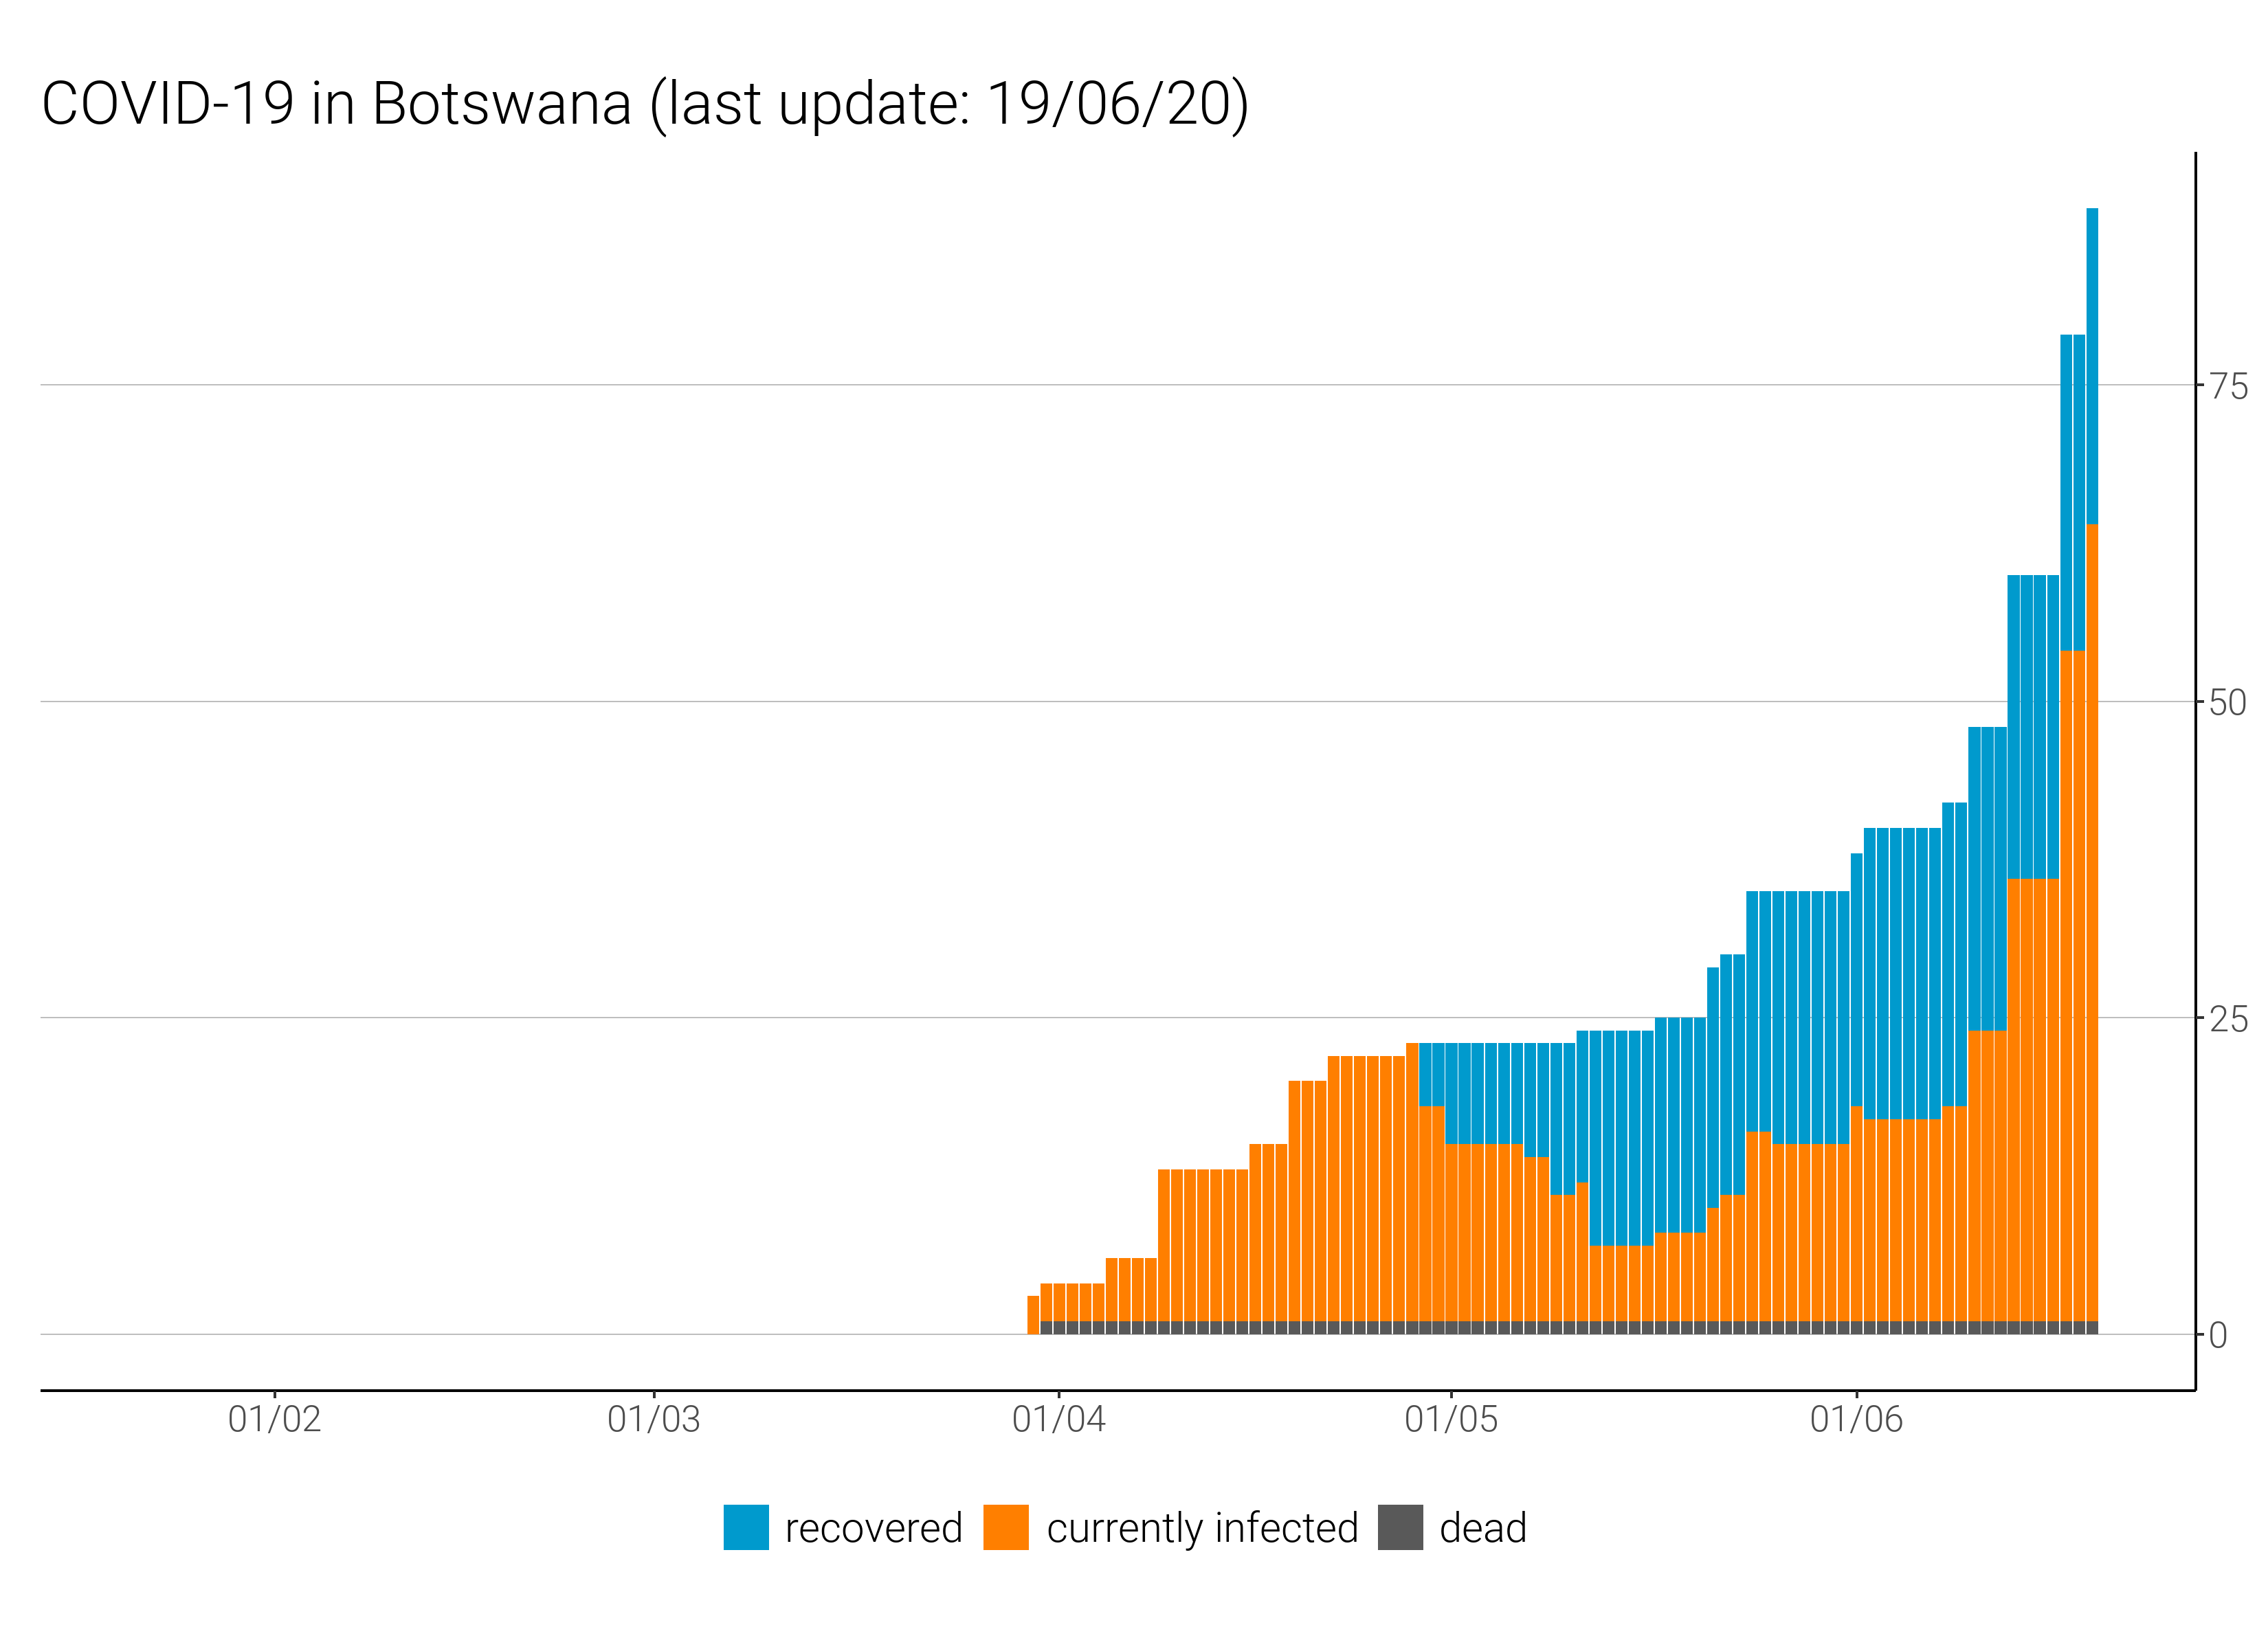 COVID-19 in Botswana (last update: 19/06/20)
75
50
25
0
01/02 01/03 01/04 01/05 01/06
recovered currently infected dead